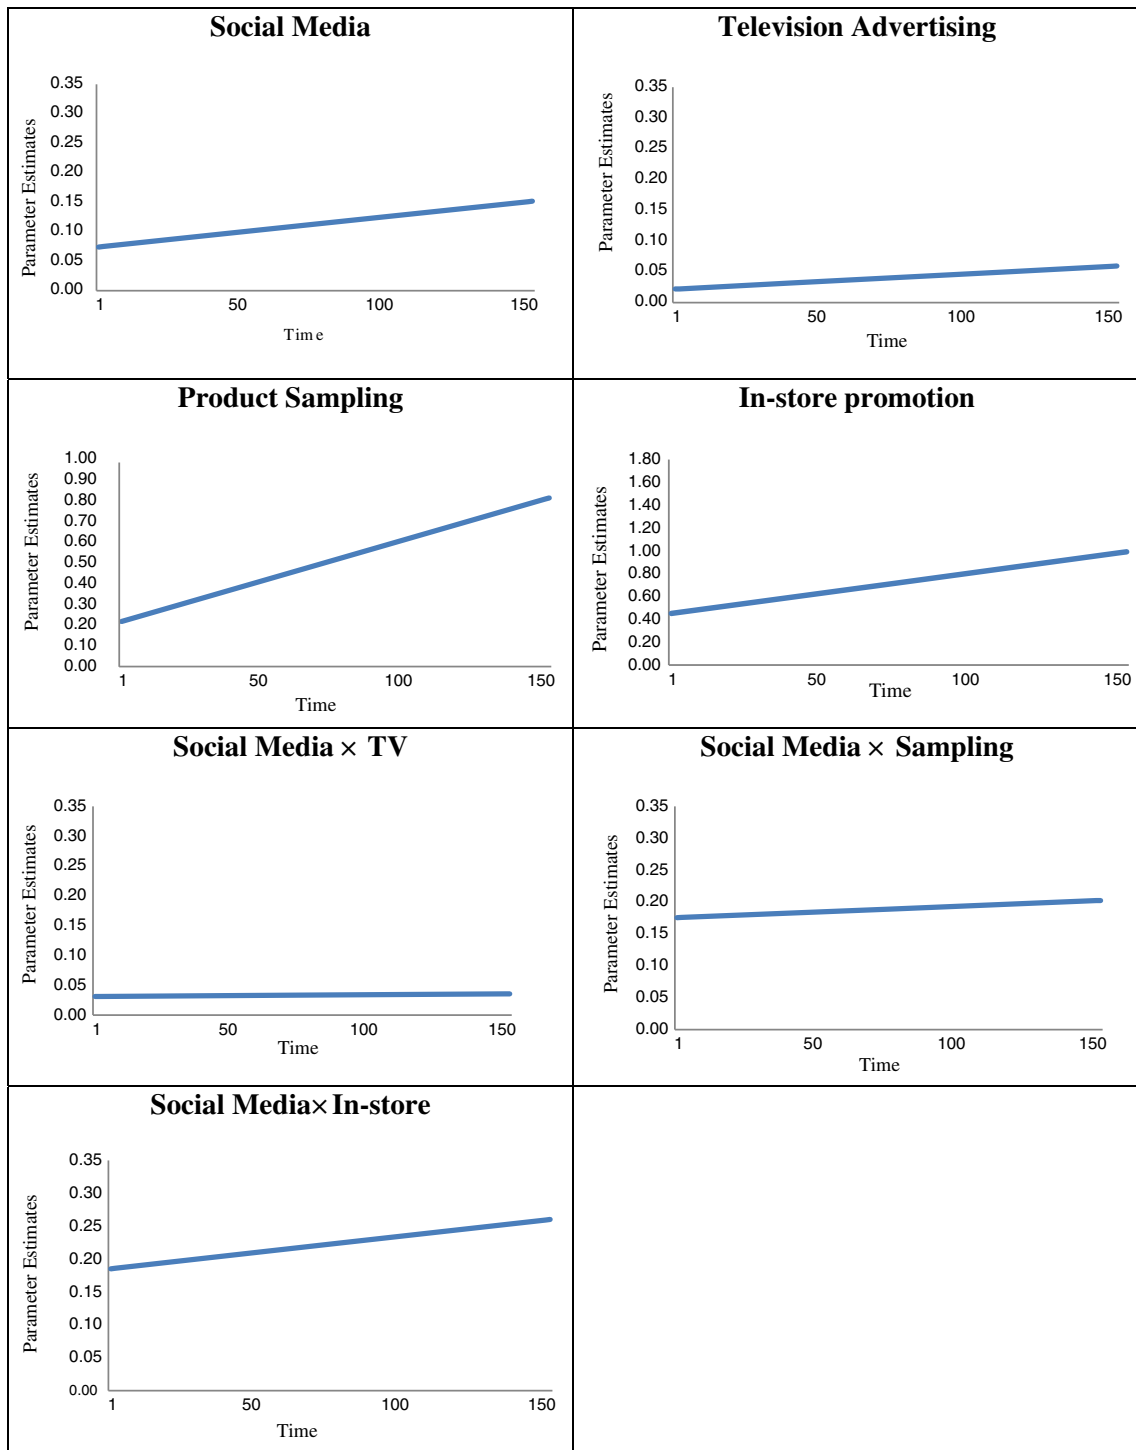 Social Media
0.35
0.30
0.25
0.20
0.15
0.10
0.05
0.00
Parameter Estimates
1 50 100 150
Time
Television Advertising
0.35
0.30
0.25
0.20
0.15
0.10
0.05
0.00
Parameter Estimates
1 50 100 150
Time
Product Sampling
1.00
0.90
0.80
0.70
0.60
0.50
0.40
0.30
0.20
0.10
0.00
Parameter Estimates
1 50 100 150
Time
In-store promotion
1.80
1.60
1.40
1.20
1.00
0.80
0.60
0.40
0.20
0.00
Parameter Estimates
1 50 100 150
Time
Social Media × TV
0.35
0.30
0.25
0.20
0.15
0.10
0.05
0.00
Parameter Estimates
1 50 100 150
Time
Social Media × Sampling
0.35
0.30
0.25
0.20
0.15
0.10
0.05
0.00
Parameter Estimates
1 50 100 150
Time
Social Media×In-store
0.35
0.30
0.25
0.20
0.15
0.10
0.05
0.00
Parameter Estimates
1 50 100 150
Time